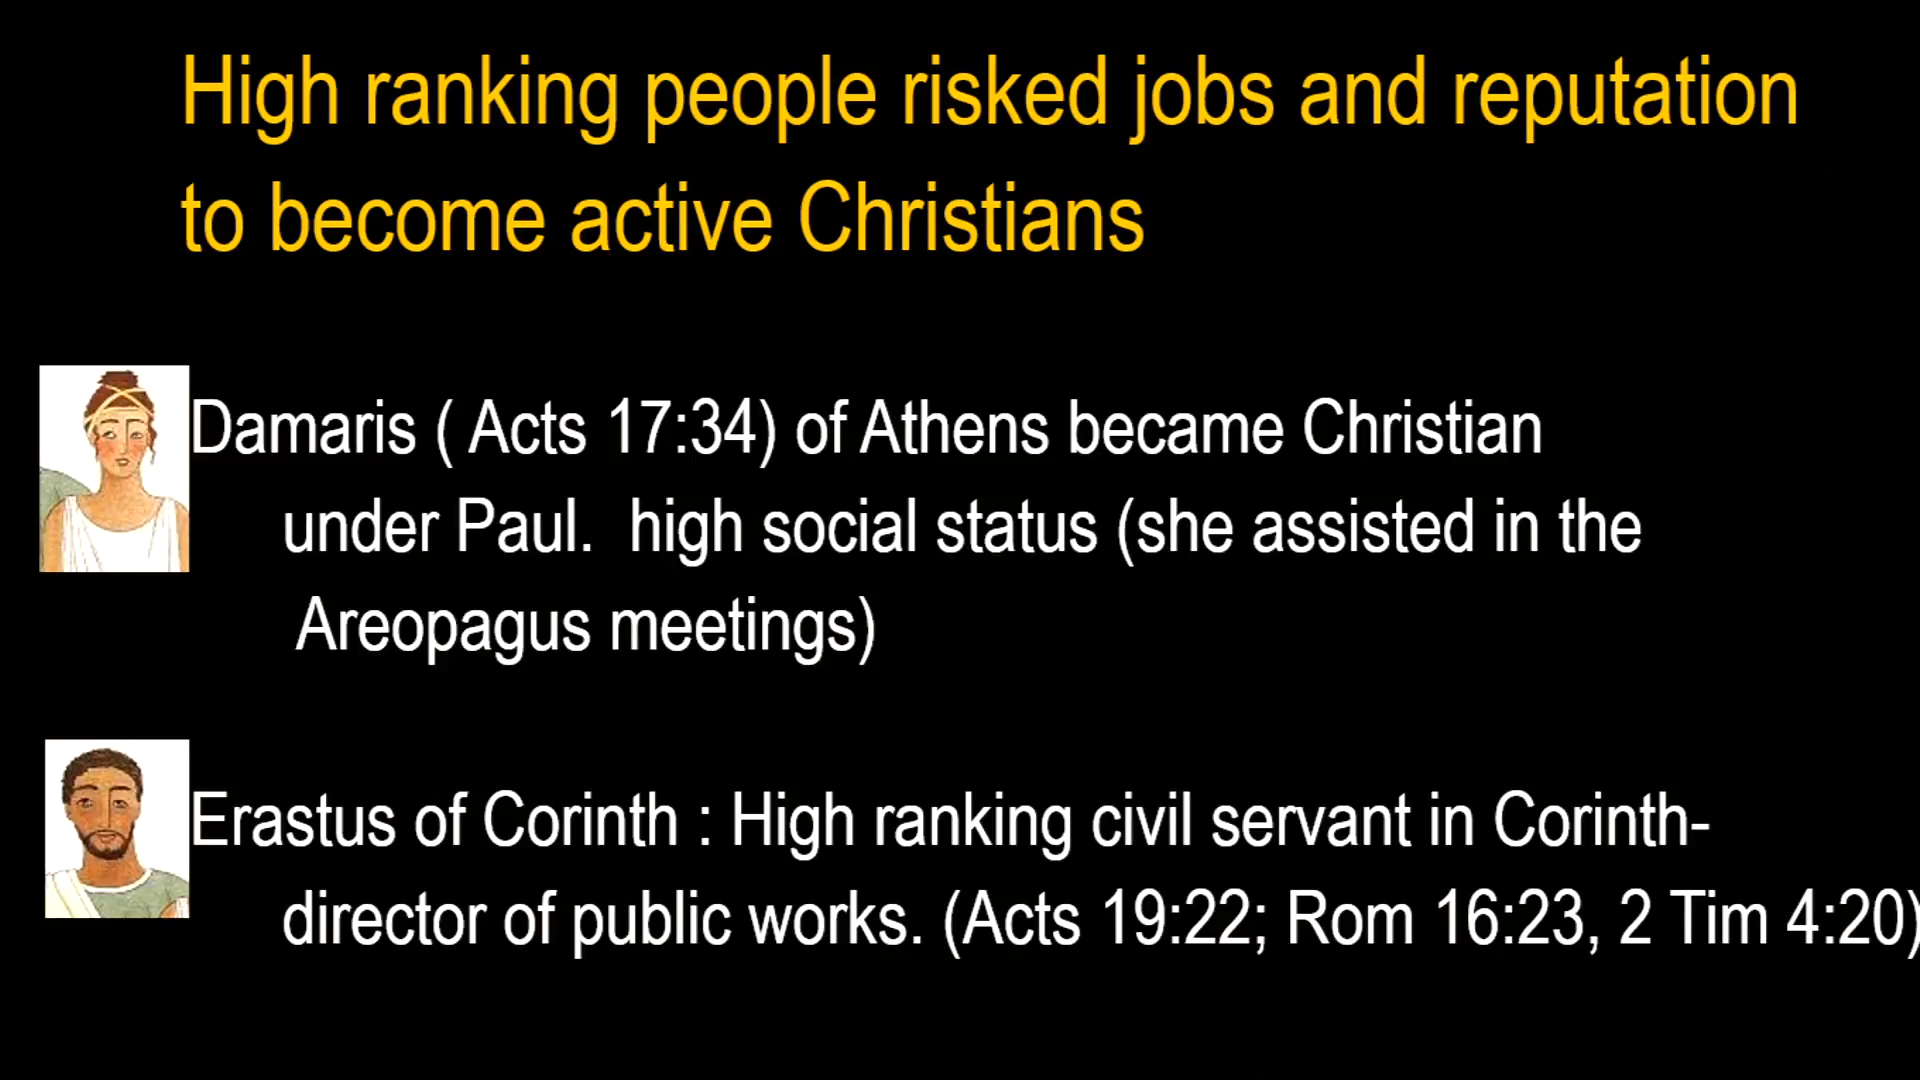 High ranking people risked jobs and reputation
to become active Christians
Damaris ( Acts 17:34) of Athens became Christian
under Paul.  high social status (she assisted in the
Areopagus meetings)
Erastus of Corinth : High ranking civil servant in Corinth-
director of public works. (Acts 19:22; Rom 16:23, 2 Tim 4:20)